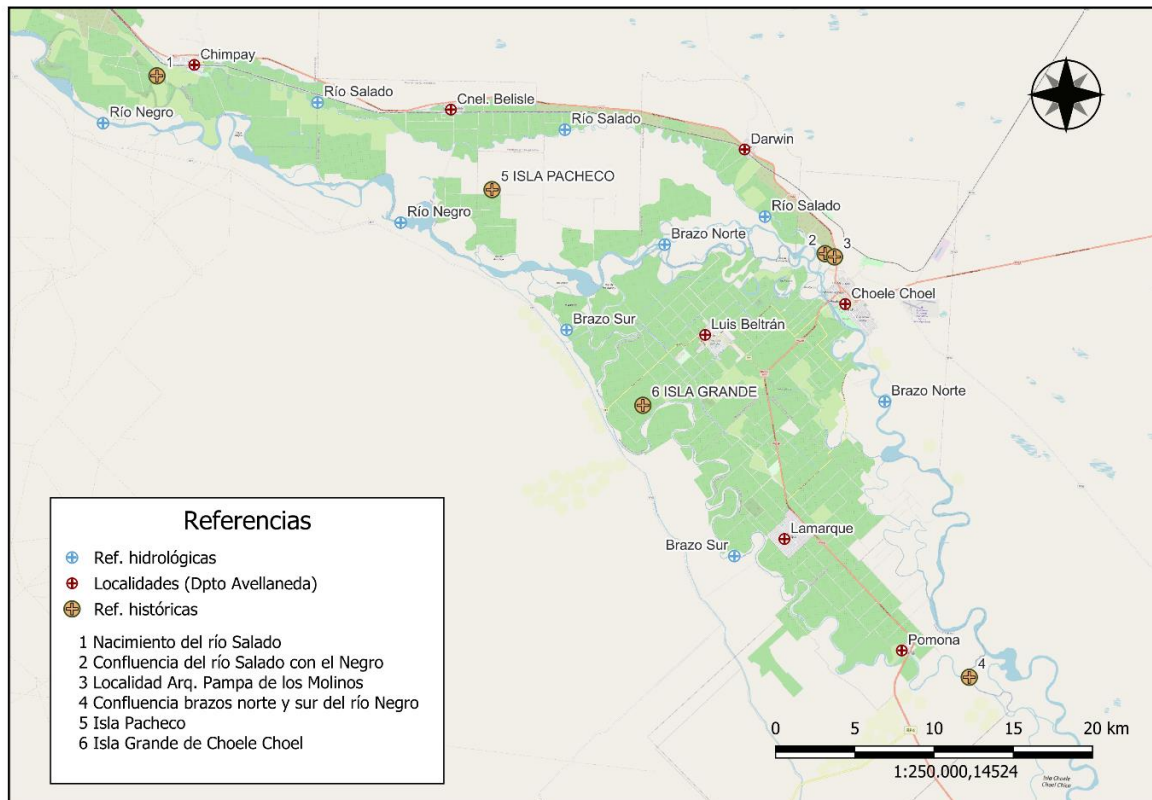 1
Chimpay
Río Salado
Cnel. Belisle
Río Negro
Río Salado
Darwin
5 ISLA PACHECO
Río Salado
Río Negro
Brazo Norte
2
3
Choele Choel
Brazo Sur
Luis Beltrán
6 ISLA GRANDE
Brazo Norte
Lamarque
Brazo Sur
Pomona
4
Referencias
Ref. hidrológicas
Localidades (Dpto Avellaneda)
Ref. históricas
1 Nacimiento del río Salado
2 Confluencia del río Salado con el Negro
3 Localidad Arq. Pampa de los Molinos
4 Confluencia brazos norte y sur del río Negro
5 Isla Pacheco
6 Isla Grande de Choele Choel
0 5 10 15 20 km
1:250.000,14524